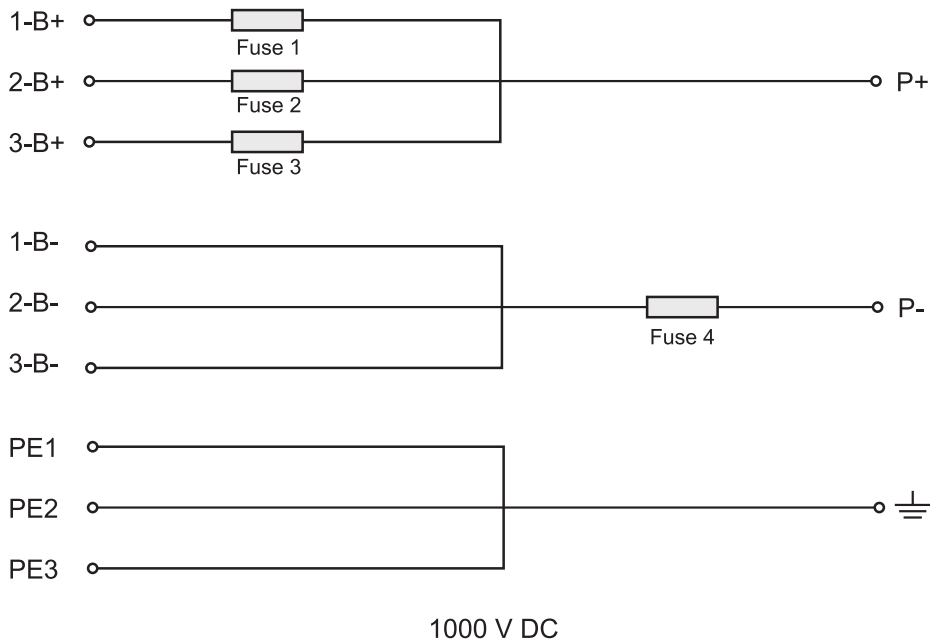 1-B+
Fuse 1
2-B+
P+
Fuse 2
3-B+
Fuse 3
1-B-
2-B-
P-
Fuse 4
3-B-
PE1
PE2
PE3
1000 V DC